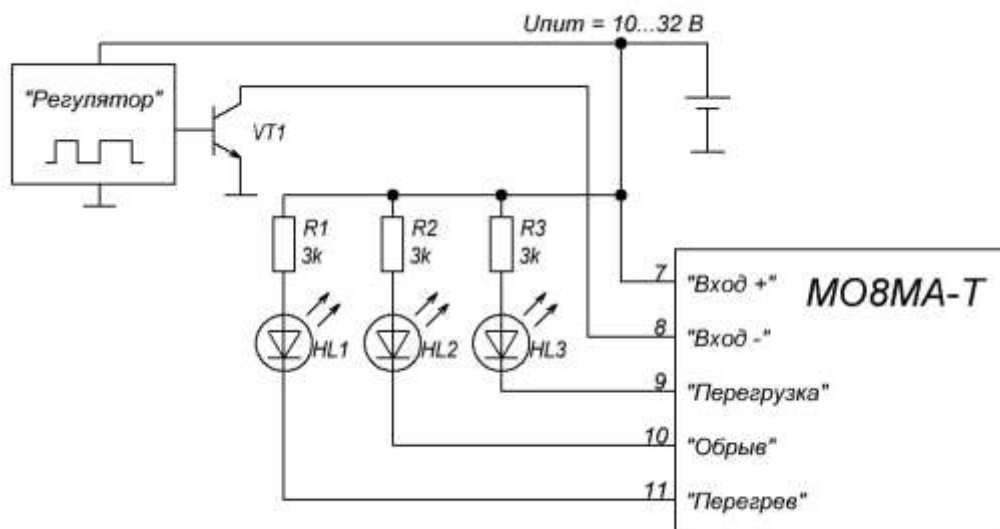 Uпит = 10...32 В
"Регулятор"
VT1
R1
3k
R2
3k
R3
3k
HL1
HL2
HL3
МО8МА-Т
7
"Вход +"
8
"Вход -"
9
"Перегрузка"
10
"Обрыв"
11
"Перегрев"